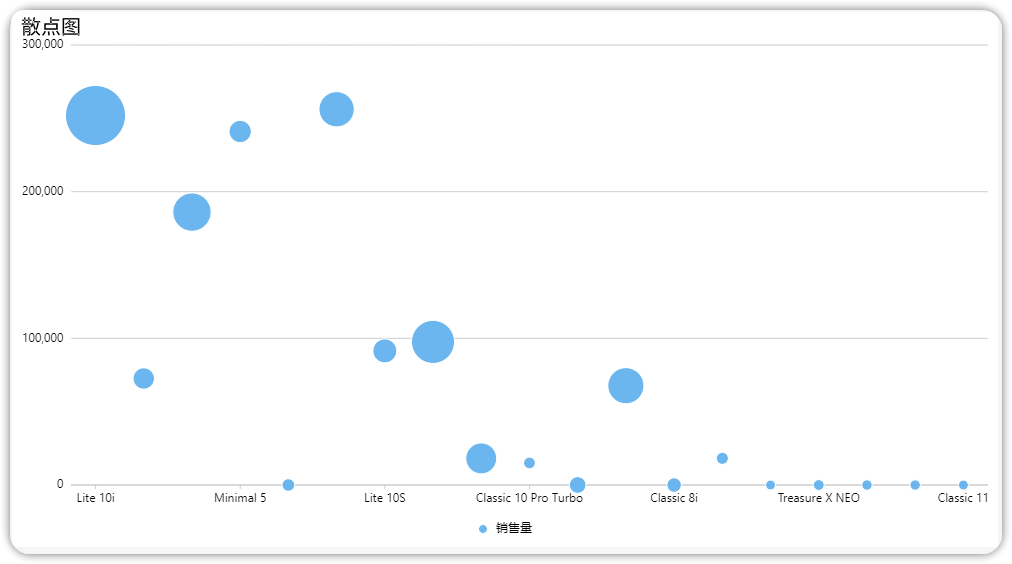 散点图
300,000
200,000
100,000
0
Lite 10i Minimal 5 Lite 10S Classic 10 Pro Turbo Classic 8i Treasure X NEO Classic 11
销售量